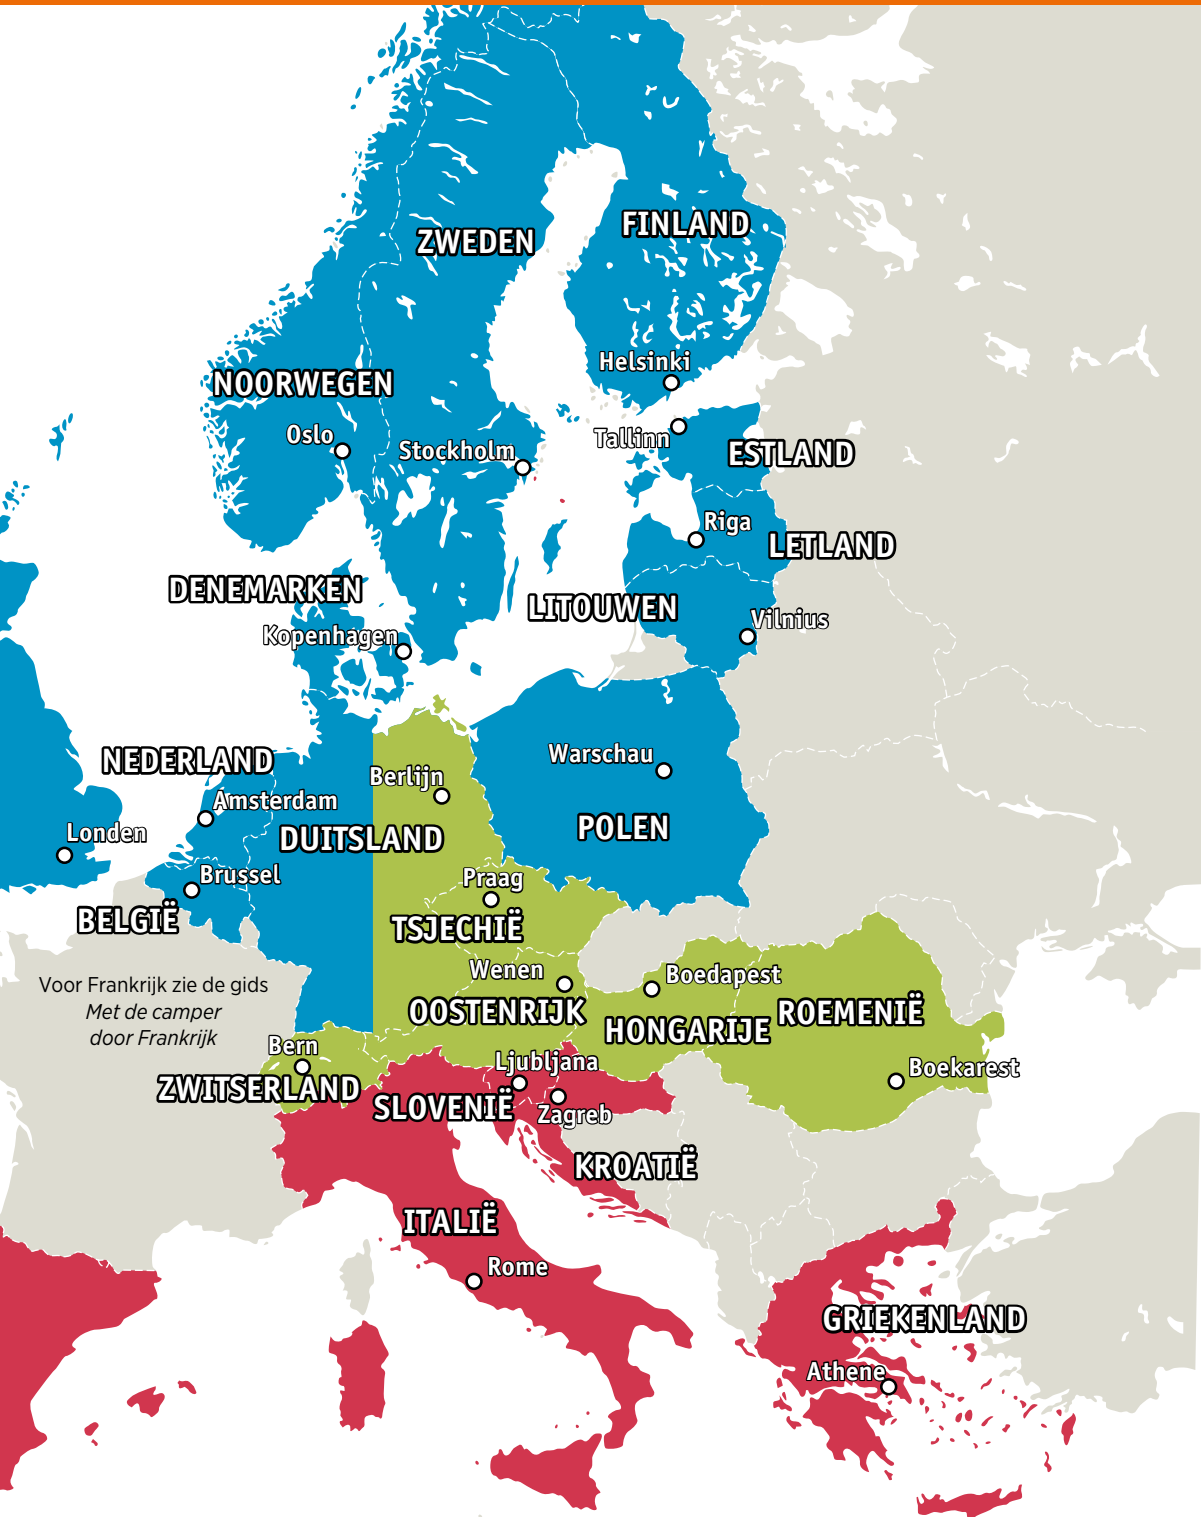 FINLAND
ZWEDEN
Helsinki
NOORWEGEN
Oslo
Tallinn
Stockholm
ESTLAND
Riga
LETLAND
DENEMARKEN
LITOUWEN
Vilnius
Kopenhagen
Warschau
NEDERLAND
Berlijn
Amsterdam
POLEN
Londen
DUITSLAND
Brussel
Praag
BELGIË
TSJECHIË
Wenen
Boedapest
Voor Frankrijk zie de gids
Met de camper
door Frankrijk
OOSTENRIJK
ROEMENIË
HONGARIJE
Bern
Ljubljana
Boekarest
ZWITSERLAND
SLOVENIË
Zagreb
KROATIË
ITALIË
Rome
GRIEKENLAND
Athene